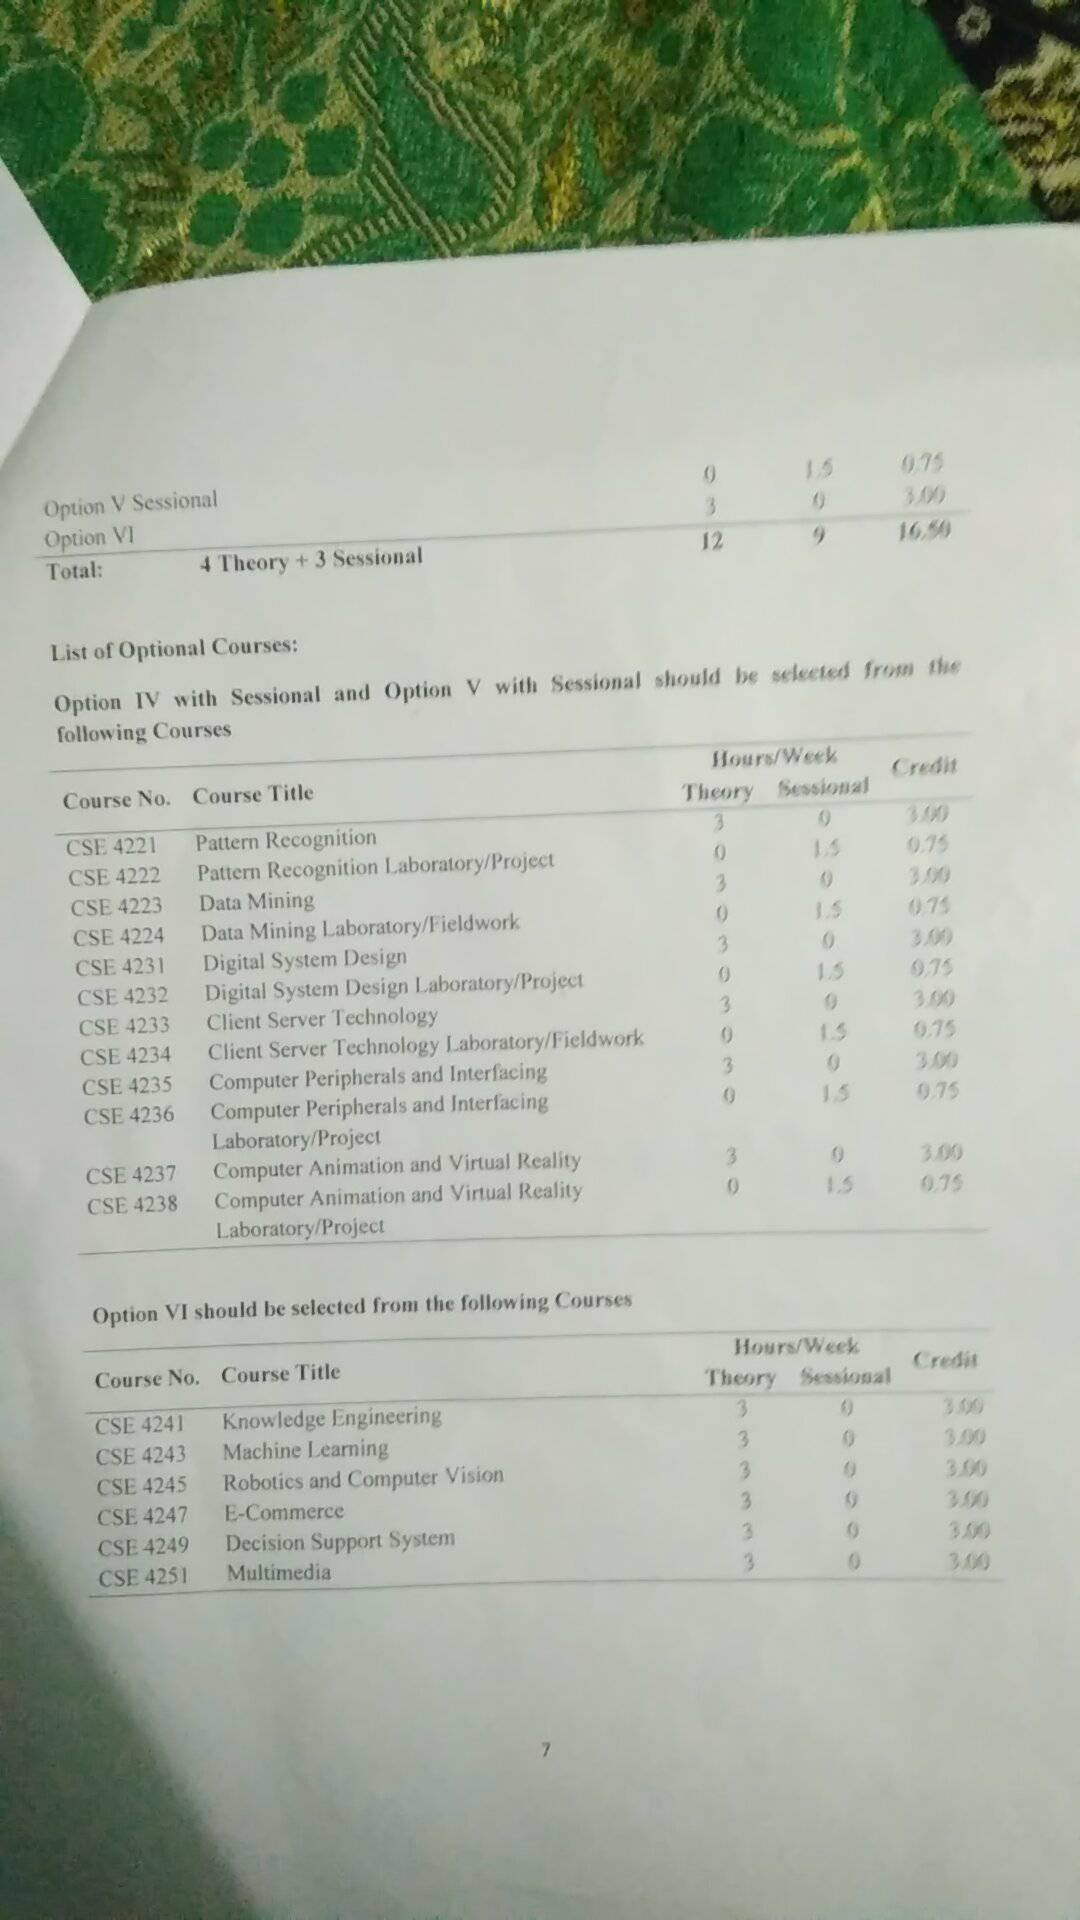 Option V Sessional 0 1.5 0.75
Option VI 3 0 3.00
Total: 4 Theory + 3 Sessional 12 9 16.50
List of Optional Courses:
Option IV with Sessional and Option V with Sessional should be selected from the
following Courses
Hours/Week
Course No. Course Title Theory Sessional Credit
CSE 4221 Pattern Recognition 3 0 3.00
CSE 4222 Pattern Recognition Laboratory/Project 0 1.5 0.75
CSE 4223 Data Mining 3 0 3.00
CSE 4224 Data Mining Laboratory/Fieldwork 0 1.5 0.75
CSE 4231 Digital System Design 3 0 3.00
CSE 4232 Digital System Design Laboratory/Project 0 1.5 0.75
CSE 4233 Client Server Technology 3 0 3.00
CSE 4234 Client Server Technology Laboratory/Fieldwork 0 1.5 0.75
CSE 4235 Computer Peripherals and Interfacing 3 0 3.00
CSE 4236 Computer Peripherals and Interfacing 0 1.5 0.75
Laboratory/Project
CSE 4237 Computer Animation and Virtual Reality 3 0 3.00
CSE 4238 Computer Animation and Virtual Reality 0 1.5 0.75
Laboratory/Project
Option VI should be selected from the following Courses
Hours/Week
Course No. Course Title Theory Sessional Credit
CSE 4241 Knowledge Engineering 3 0 3.00
CSE 4243 Machine Learning 3 0 3.00
CSE 4245 Robotics and Computer Vision 3 0 3.00
CSE 4247 E-Commerce 3 0 3.00
CSE 4249 Decision Support System 3 0 3.00
CSE 4251 Multimedia 3 0 3.00
7